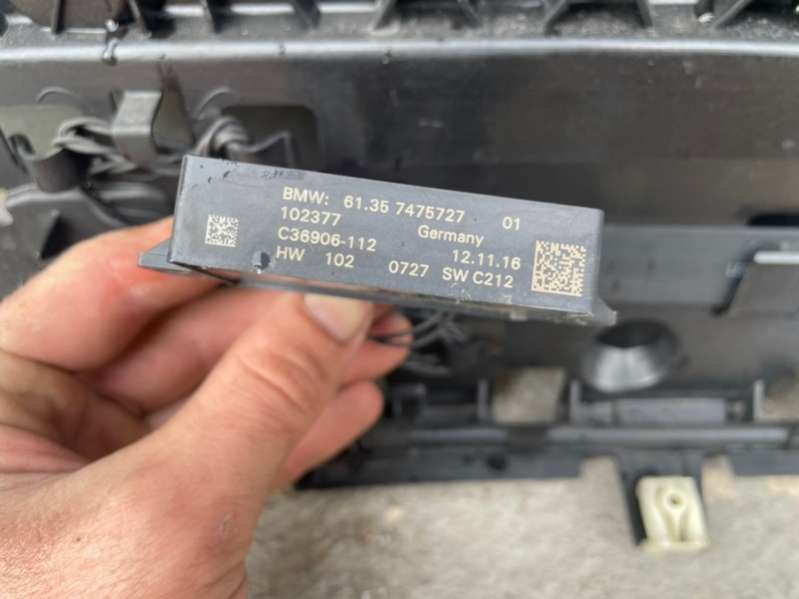 BMW: 61.35 7475727 01
102377 Germany
C36906-112 12.11.16
HW 102 0727 SW C212